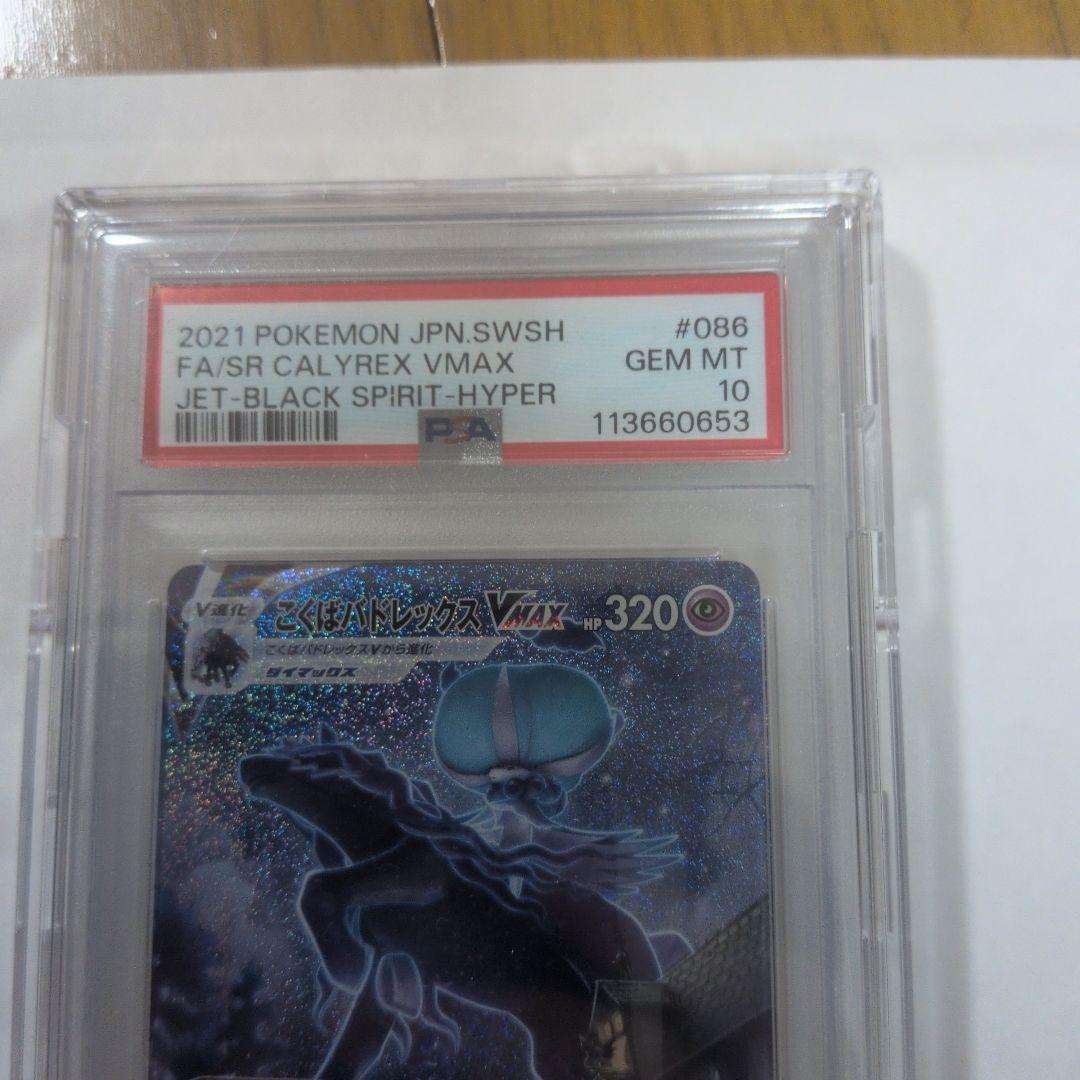 2021 POKEMON JPN.SWSH #086
FA/SR CALYREX VMAX GEM MT
JET-BLACK SPIRIT-HYPER 10
PSA 113660653
V進化 こくばバドレックス VMAX HP 320
こくばバドレックスVから進化
ダイマックス